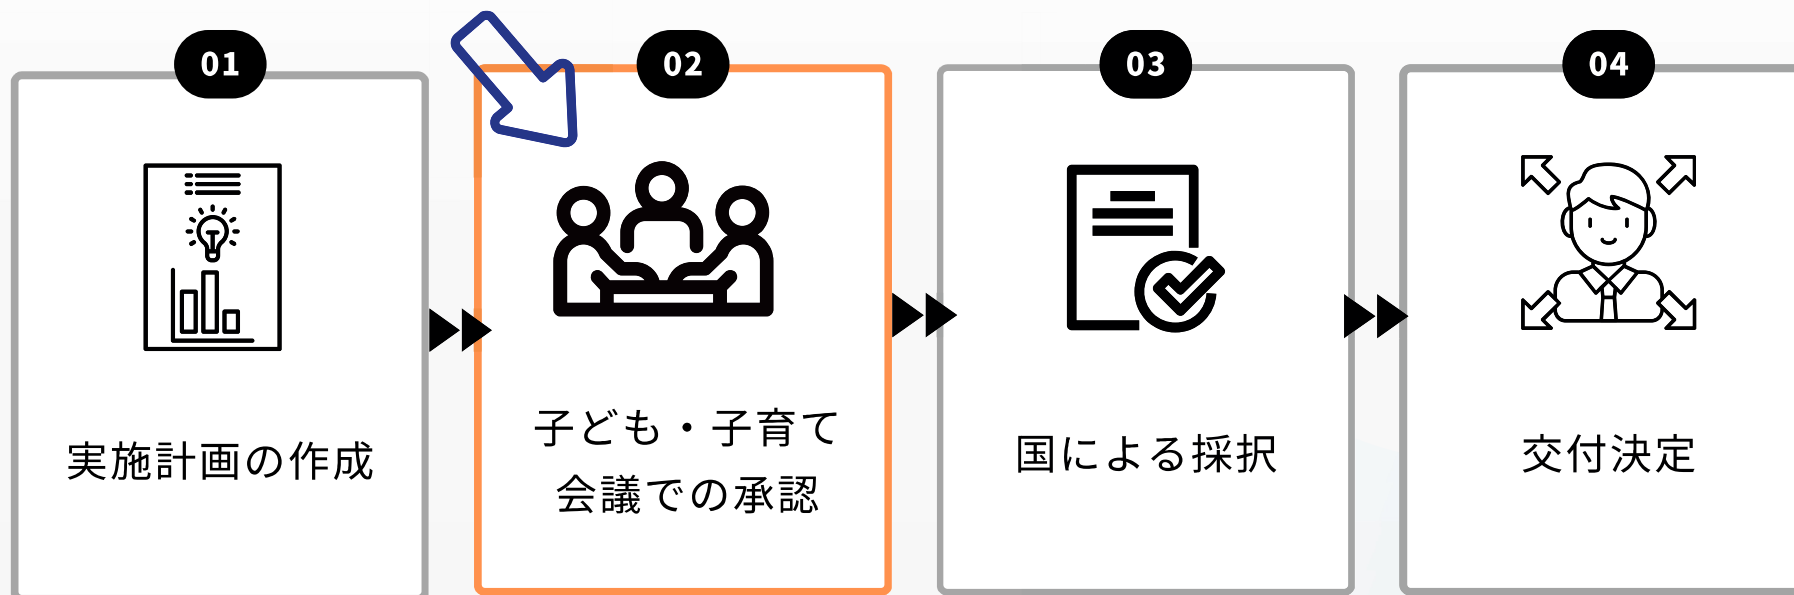 01
実施計画の作成
02
子ども・子育て
会議での承認
03
国による採択
04
交付決定